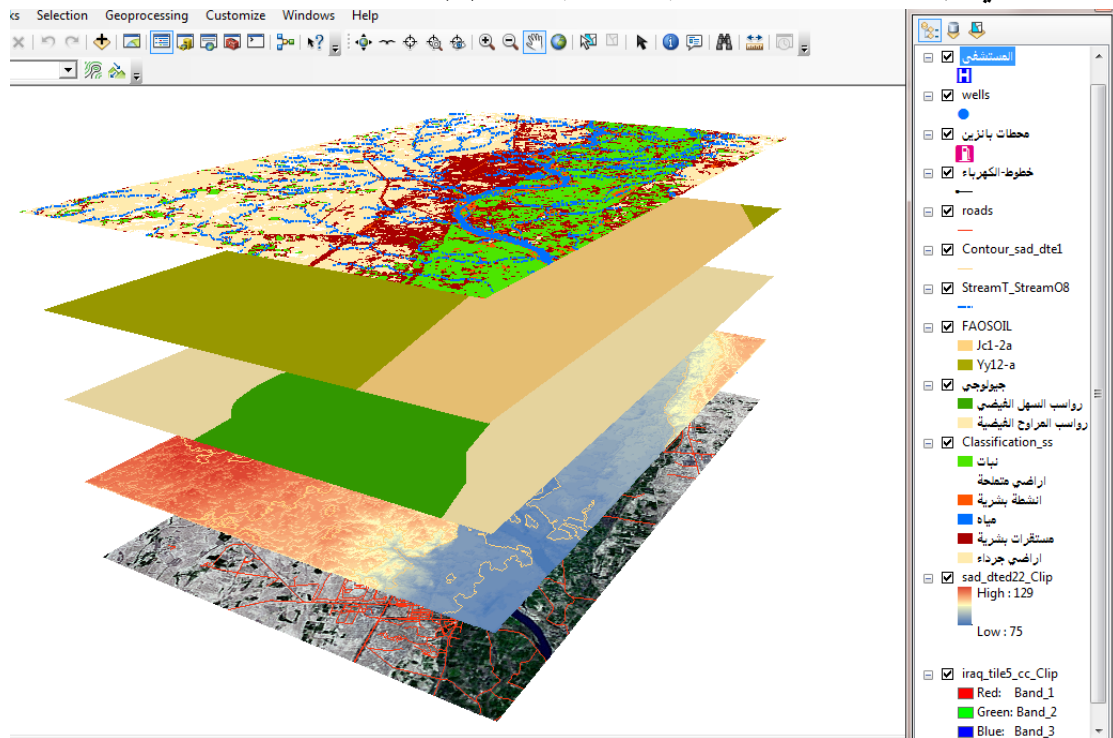 ks Selection Geoprocessing Customize Windows Help
المستشفى
H
wells
محطات بانزين
خطوط-الكهرباء
roads
Contour_sad_dte1
StreamT_StreamO8
FAOSOIL
Jc1-2a
Yy12-a
جيولوجي
رواسب السهل الفيضي
رواسب المراوح الفيضية
Classification_ss
نبات
اراضي متملحة
انشطة بشرية
مياه
مستقرات بشرية
اراضي جرداء
sad_dted22_Clip
High : 129
Low : 75
iraq_tile5_cc_Clip
Red: Band_1
Green: Band_2
Blue: Band_3